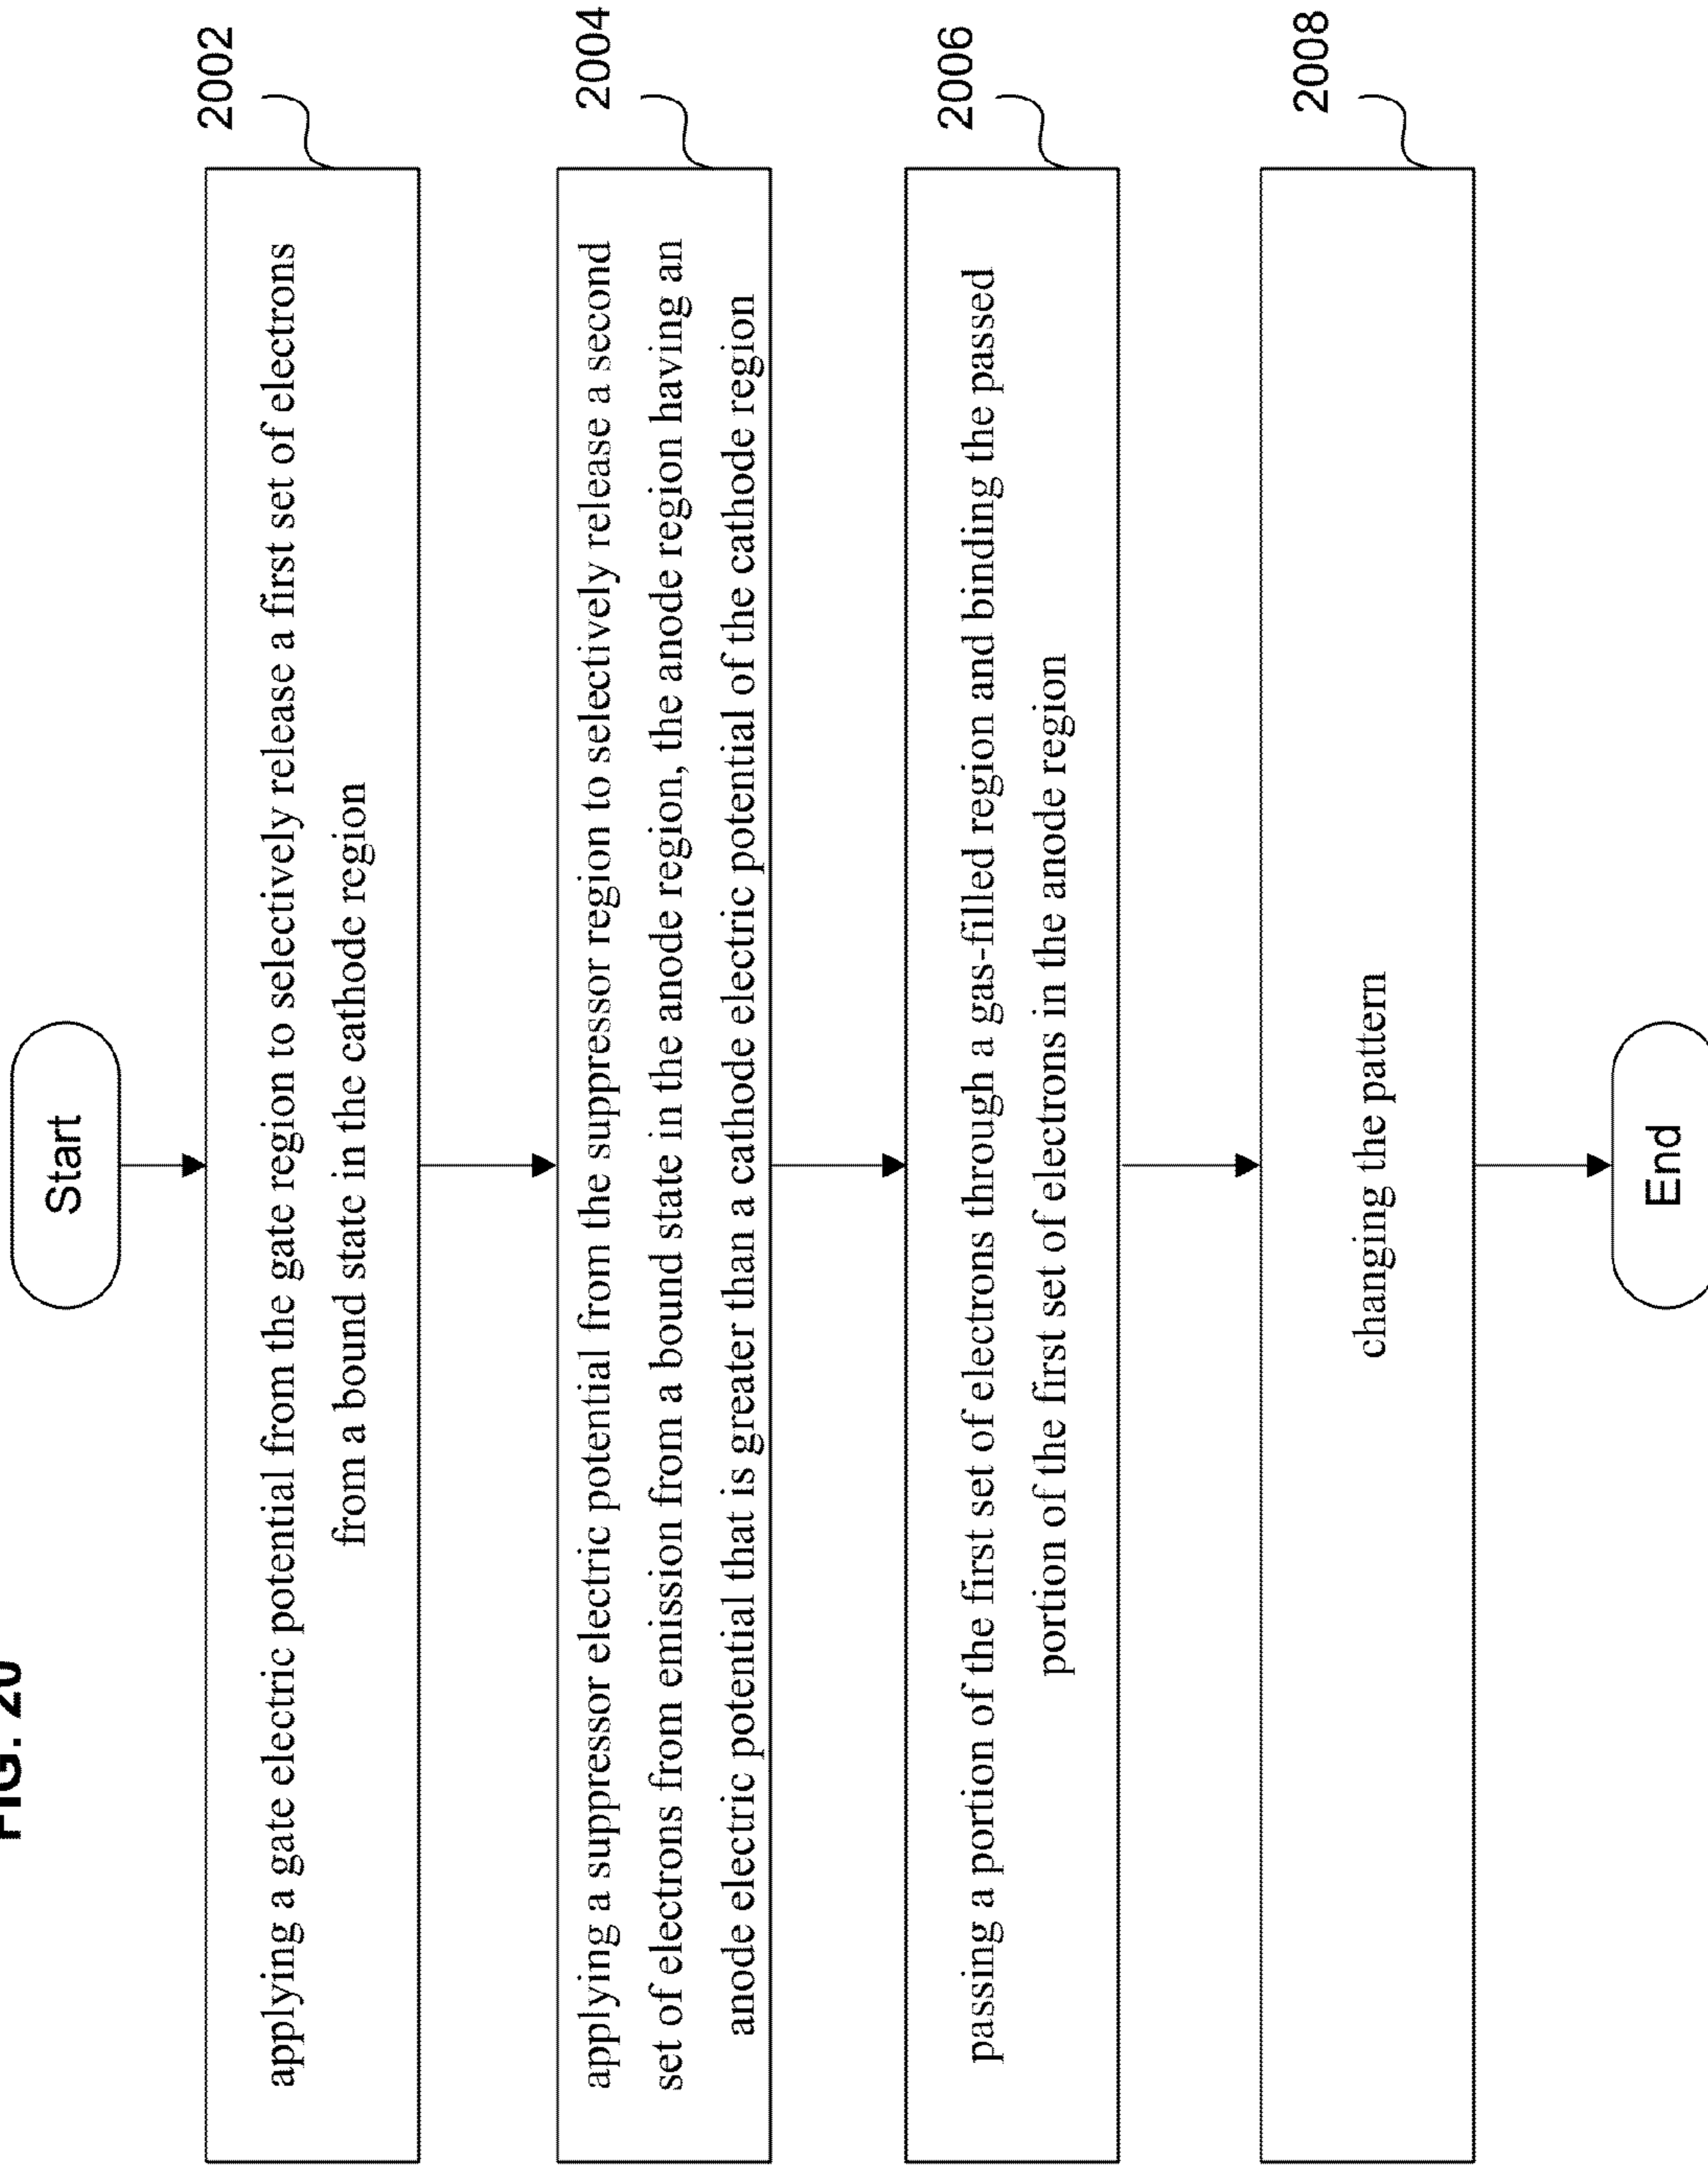 FIG. 20
Start
2002
applying a gate electric potential from the gate region to selectively release a first set of electrons
from a bound state in the cathode region
2004
applying a suppressor electric potential from the suppressor region to selectively release a second
set of electrons from emission from a bound state in the anode region, the anode region having an
anode electric potential that is greater than a cathode electric potential of the cathode region
2006
passing a portion of the first set of electrons through a gas-filled region and binding the passed
portion of the first set of electrons in the anode region
2008
changing the pattern
End